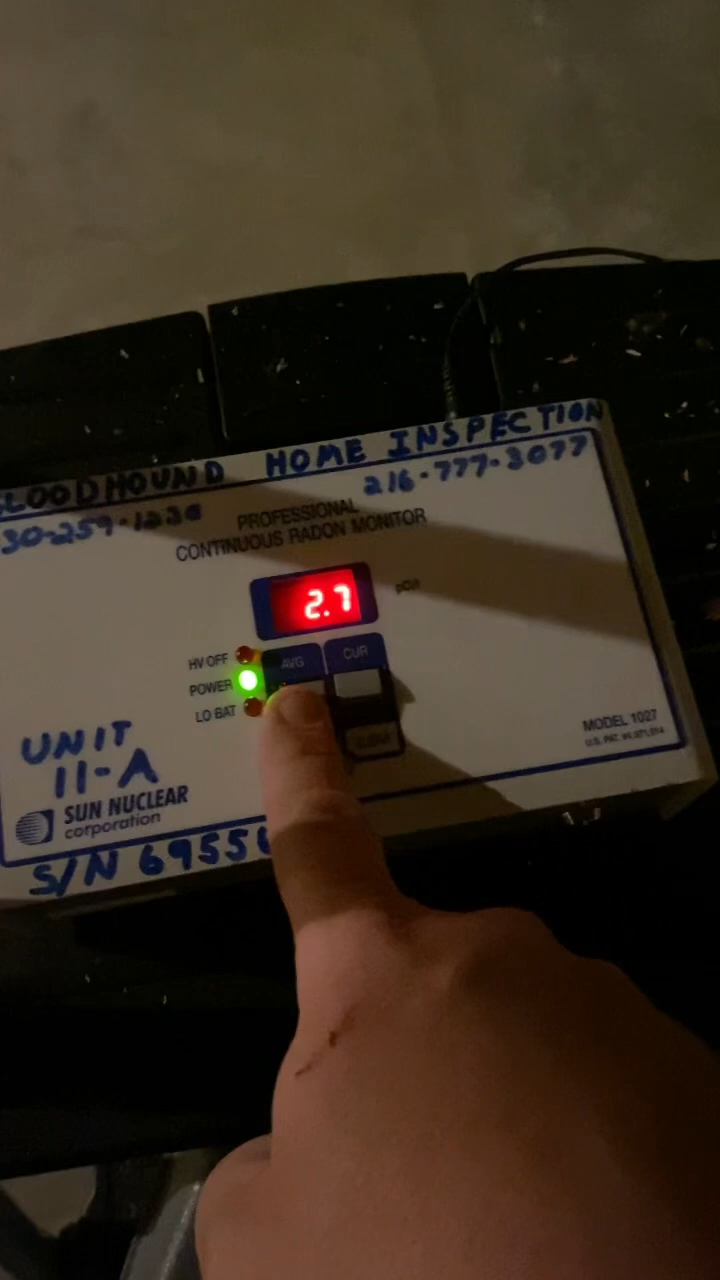 LOODHOUND HOME INSPECTION
30-259-1238 216-777-3077
PROFESSIONAL
CONTINUOUS RADON MONITOR
2.7 pCi/l
HV OFF AVG CUR
POWER
LO BAT
UNIT
11-A
MODEL 1027
SUN NUCLEAR
corporation
S/N 6955